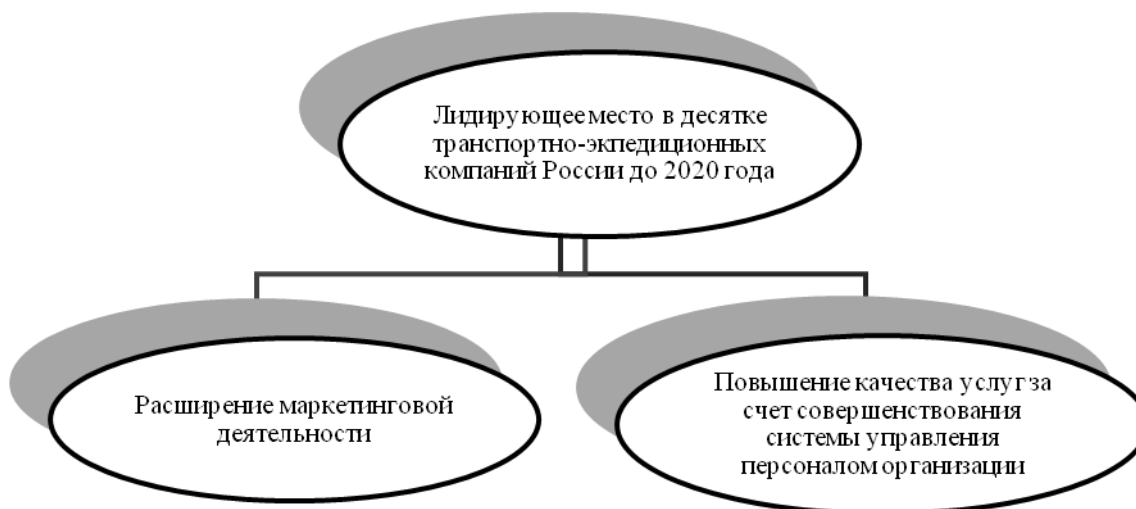 Лидирующее место в десятке
транспортно-экпедиционных
компаний России до 2020 года
Расширение маркетинговой
деятельности
Повышение качества услуг за
счет совершенствования
системы управления
персоналом организации